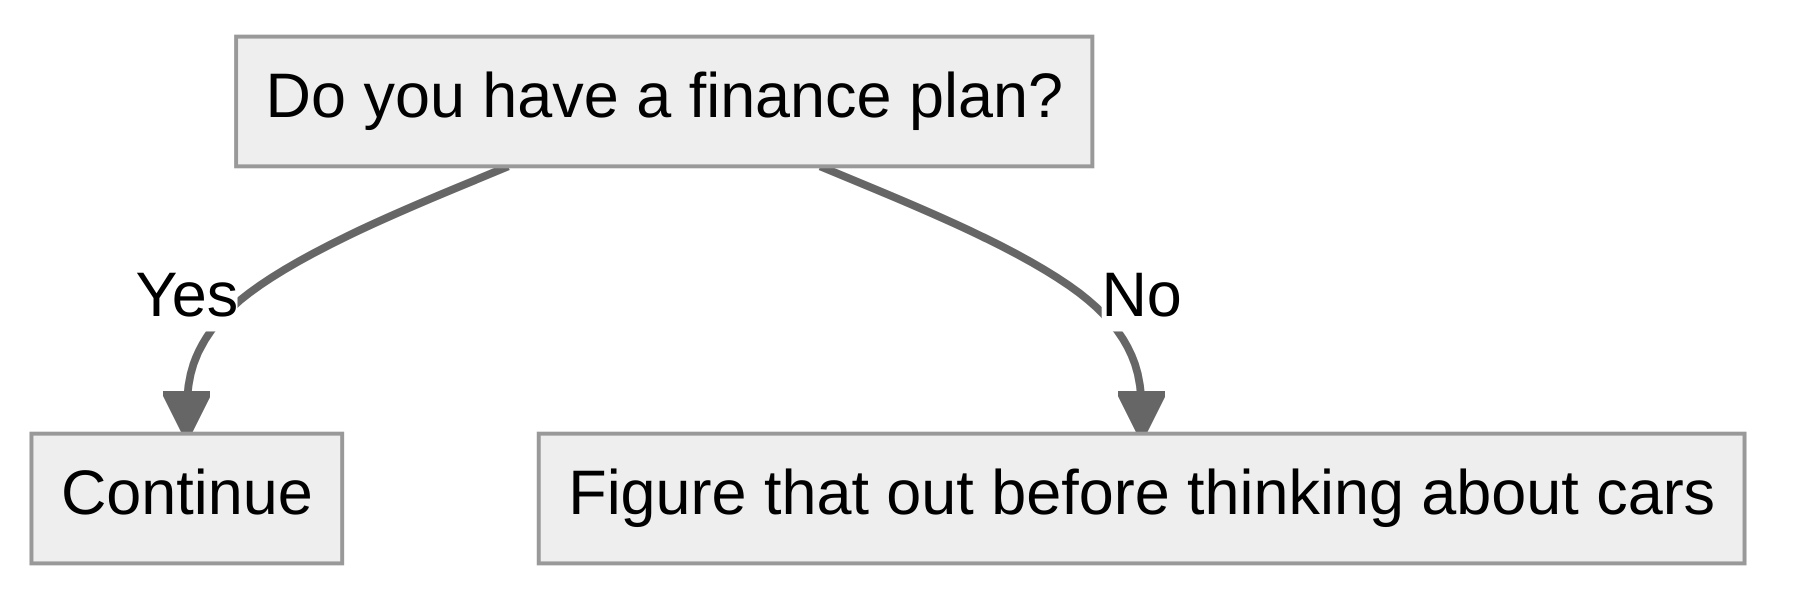 Do you have a finance plan?
Yes
No
Continue
Figure that out before thinking about cars